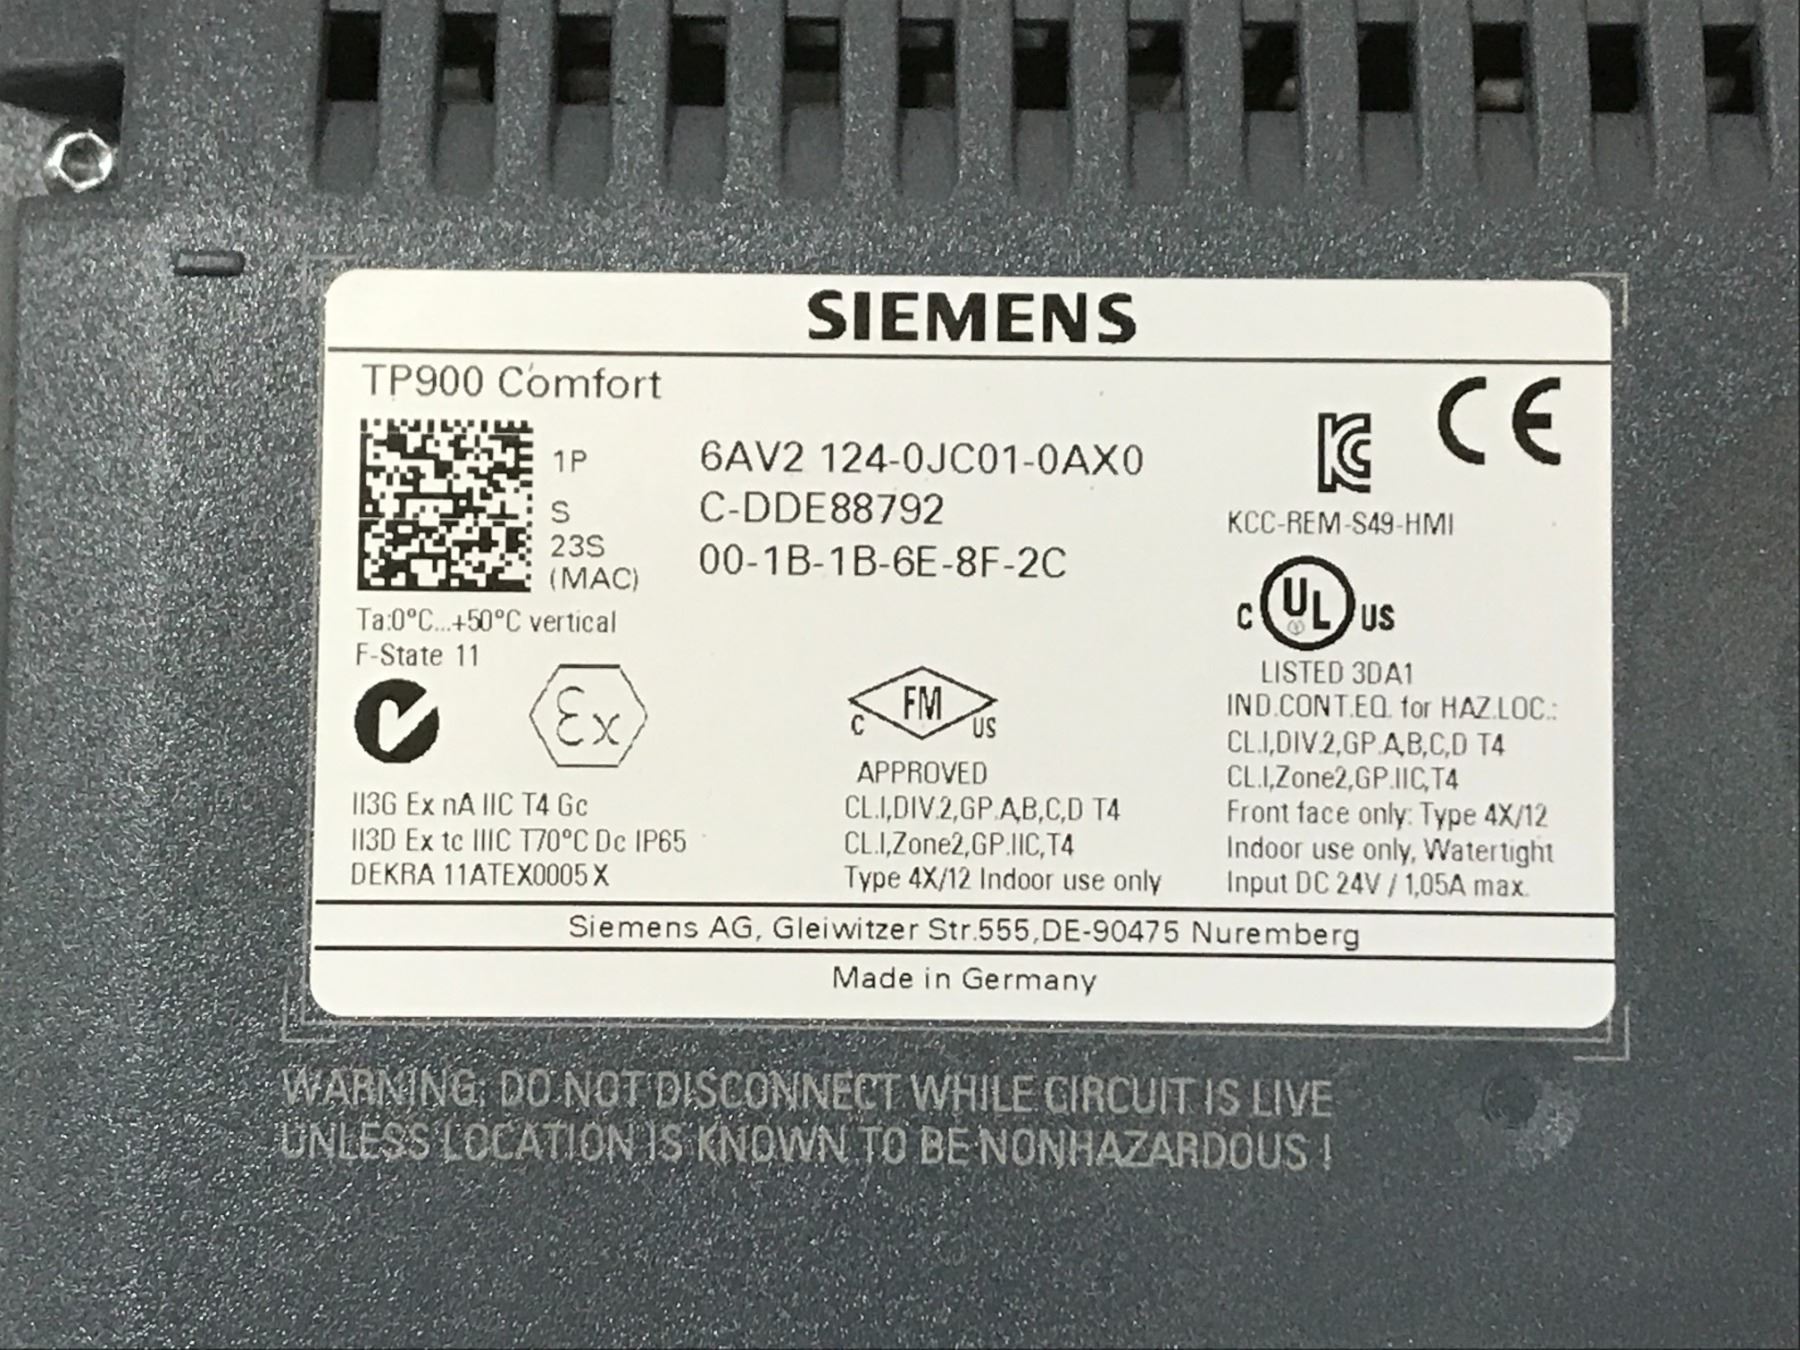 SIEMENS
TP900 Comfort
1P 6AV2 124-0JC01-0AX0
S C-DDE88792
23S
(MAC) 00-1B-1B-6E-8F-2C
Ta:0°C...+50°C vertical
F-State 11
Ex
II3G Ex nA IIC T4 Gc
II3D Ex tc IIIC T70°C Dc IP65
DEKRA 11ATEX0005 X
C FM US
APPROVED
CL.I,DIV.2,GP.A,B,C,D T4
CL.I,Zone2,GP.IIC,T4
Type 4X/12 Indoor use only
KC
CE
KCC-REM-S49-HMI
C UL US
LISTED 3DA1
IND.CONT.EQ. for HAZ.LOC.:
CL.I,DIV.2,GP.A,B,C,D T4
CL.I,Zone2,GP.IIC,T4
Front face only: Type 4X/12
Indoor use only, Watertight
Input DC 24V / 1,05A max.
Siemens AG, Gleiwitzer Str.555,DE-90475 Nuremberg
Made in Germany
WARNING: DO NOT DISCONNECT WHILE CIRCUIT IS LIVE
UNLESS LOCATION IS KNOWN TO BE NONHAZARDOUS !